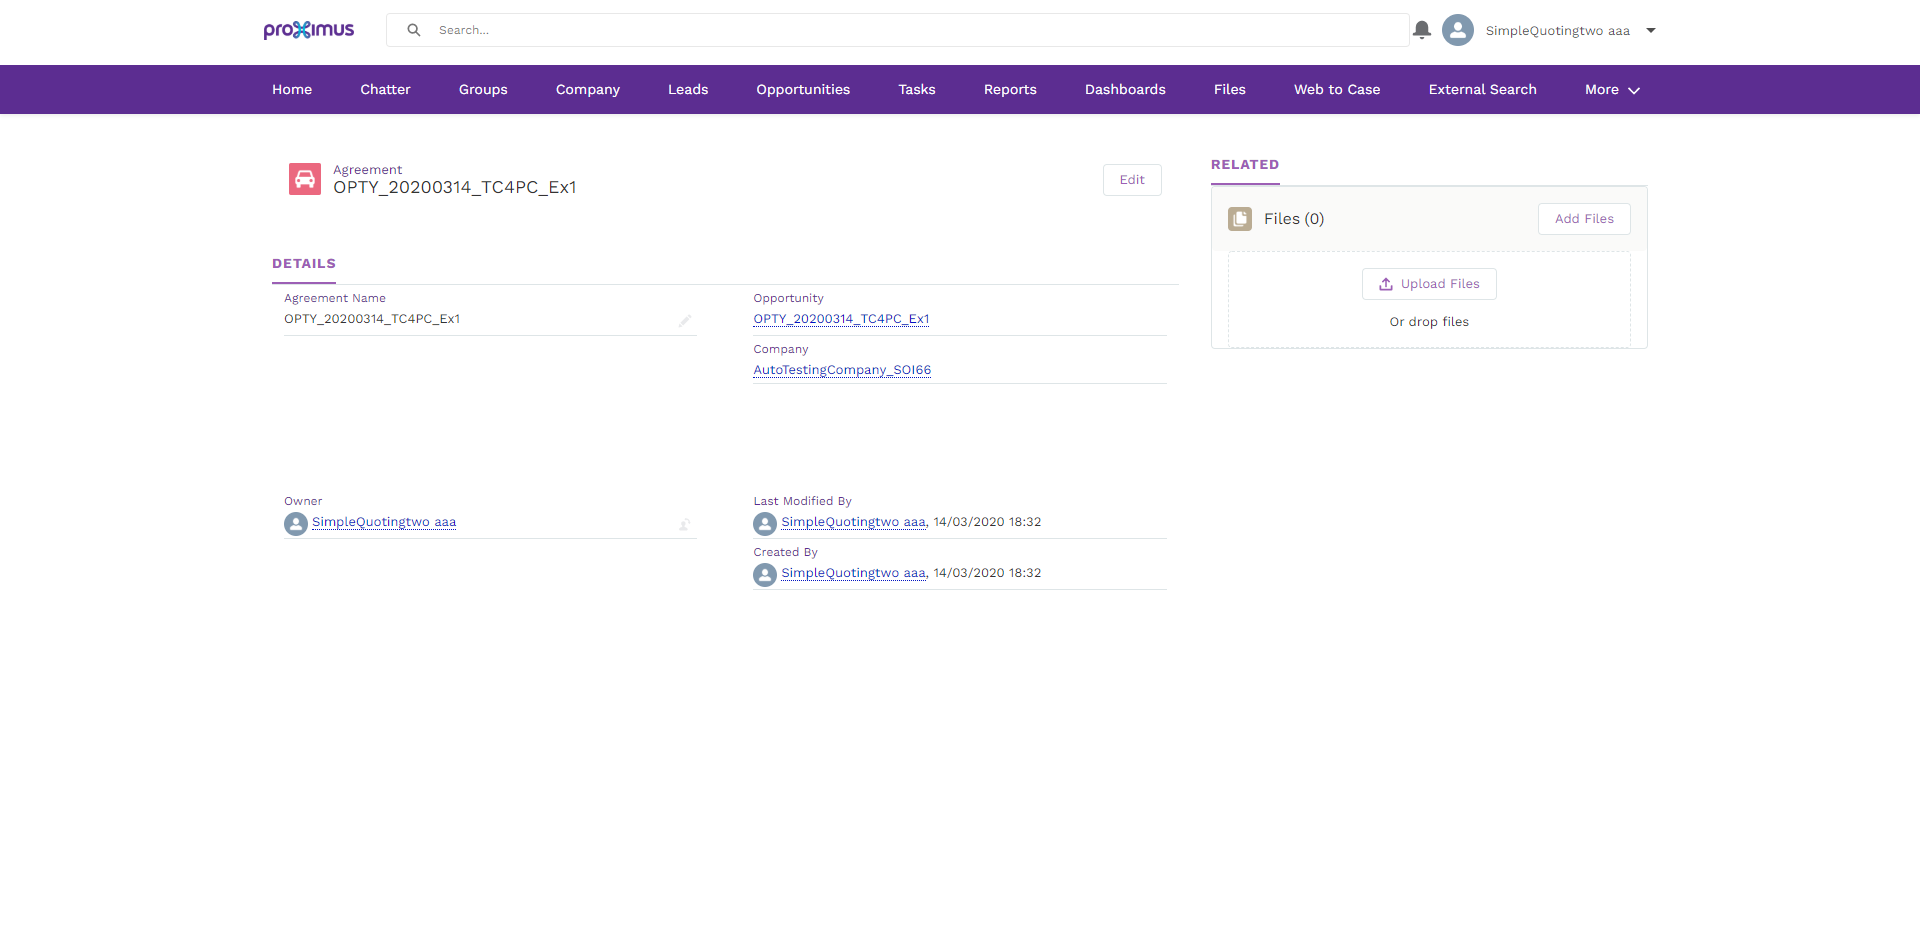 proximus
Search...
SimpleQuotingtwo aaa
Home Chatter Groups Company Leads Opportunities Tasks Reports Dashboards Files Web to Case External Search More
Agreement
OPTY_20200314_TC4PC_Ex1
Edit
DETAILS
Agreement Name
OPTY_20200314_TC4PC_Ex1
Opportunity
OPTY_20200314_TC4PC_Ex1
Company
AutoTestingCompany_SOI66
Owner
SimpleQuotingtwo aaa
Last Modified By
SimpleQuotingtwo aaa, 14/03/2020 18:32
Created By
SimpleQuotingtwo aaa, 14/03/2020 18:32
RELATED
Files (0)
Add Files
Upload Files
Or drop files